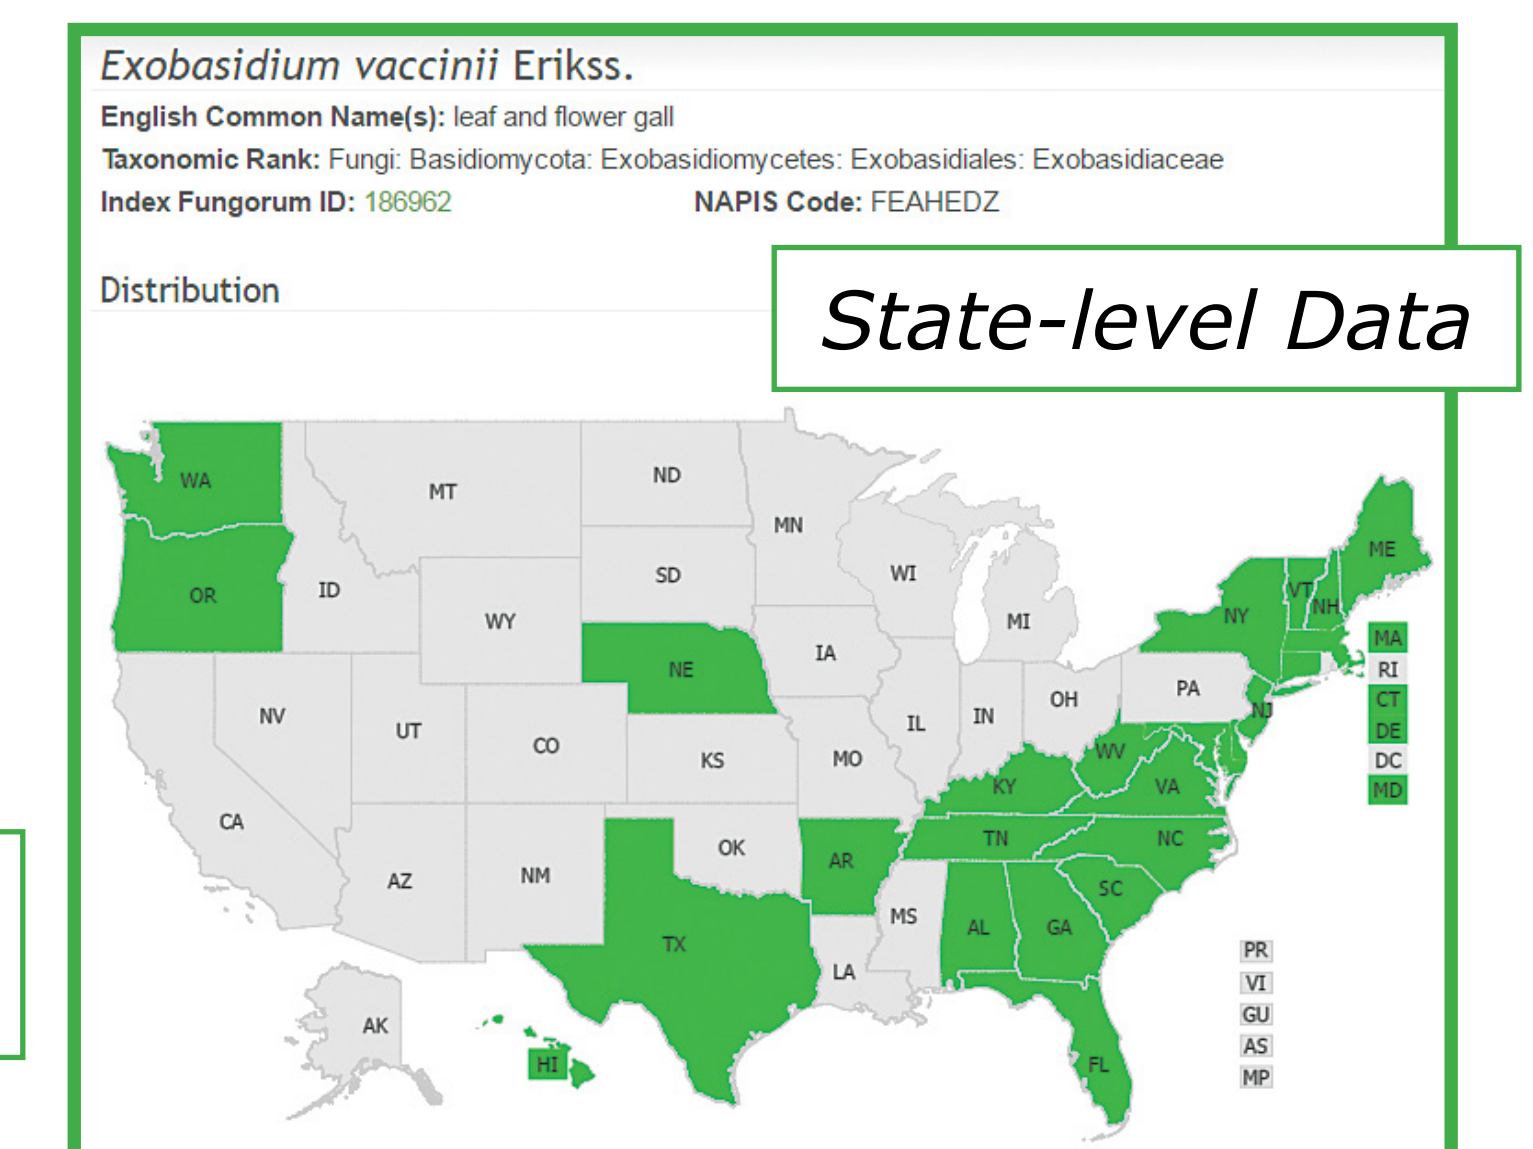 Exobasidium vaccinii Erikss.
English Common Name(s): leaf and flower gall
Taxonomic Rank: Fungi: Basidiomycota: Exobasidiomycetes: Exobasidiales: Exobasidiaceae
Index Fungorum ID: 186962 NAPIS Code: FEAHEDZ
Distribution
State-level Data
WA
MT
ND
MN
OR
ID
WY
SD
WI
MI
NY
VT
NH
ME
MA
RI
CT
DE
DC
MD
NE
IA
PA
NJ
NV
UT
CO
KS
MO
IL
IN
OH
WV
KY
VA
CA
AZ
NM
OK
AR
TN
NC
SC
TX
LA
MS
AL
GA
FL
AK
HI
PR
VI
GU
AS
MP